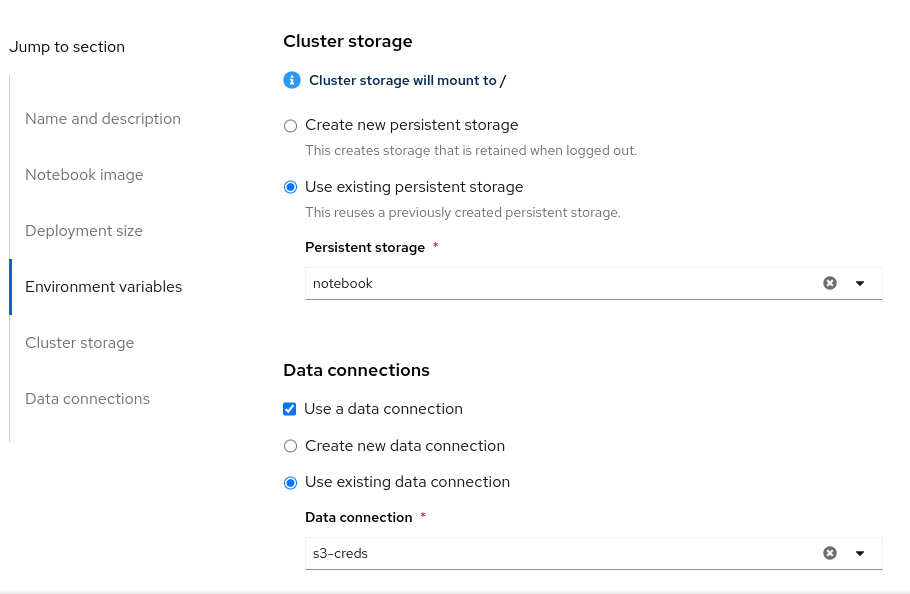 Jump to section
Name and description
Notebook image
Deployment size
Environment variables
Cluster storage
Data connections
Cluster storage
Cluster storage will mount to /
Create new persistent storage
This creates storage that is retained when logged out.
Use existing persistent storage
This reuses a previously created persistent storage.
Persistent storage *
notebook
Data connections
Use a data connection
Create new data connection
Use existing data connection
Data connection *
s3-creds